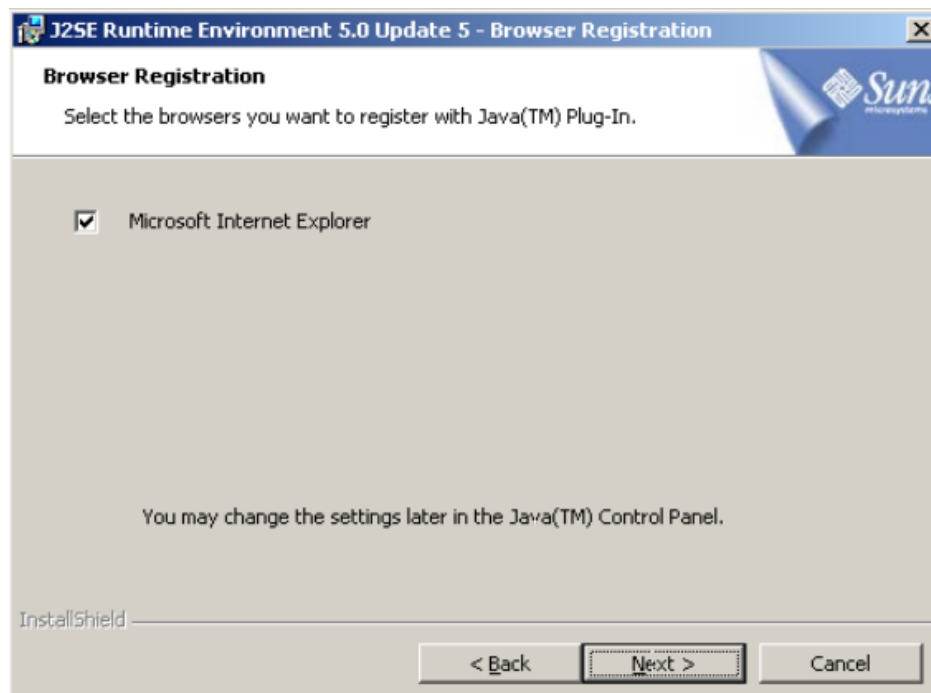 J2SE Runtime Environment 5.0 Update 5 - Browser Registration
Browser Registration
Select the browsers you want to register with Java(TM) Plug-In.
Sun
microsystems
Microsoft Internet Explorer
You may change the settings later in the Java(TM) Control Panel.
InstallShield
< Back
Next >
Cancel